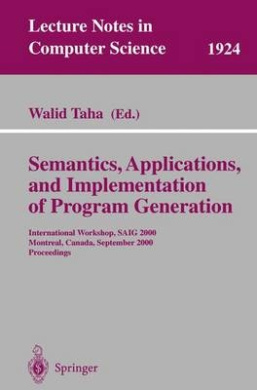 Lecture Notes in
Computer Science 1924
Walid Taha (Ed.)
Semantics, Applications,
and Implementation
of Program Generation
International Workshop, SAIG 2000
Montreal, Canada, September 2000
Proceedings
Springer